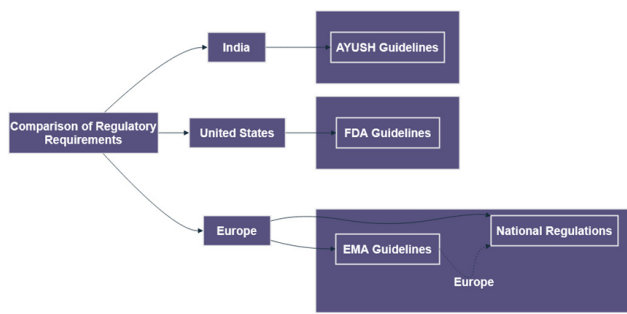 India
AYUSH Guidelines
Comparison of Regulatory
Requirements
United States
FDA Guidelines
Europe
National Regulations
EMA Guidelines
Europe